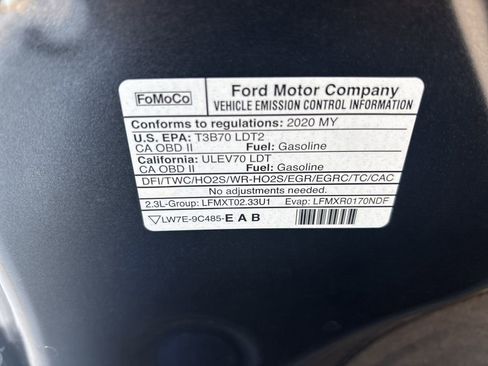 FoMoCo
Ford Motor Company
VEHICLE EMISSION CONTROL INFORMATION
Conforms to regulations: 2020 MY
U.S. EPA: T3B70 LDT2
CA OBD II Fuel: Gasoline
California: ULEV70 LDT
CA OBD II Fuel: Gasoline
DFI/TWC/HO2S/WR-HO2S/EGR/EGRC/TC/CAC
No adjustments needed.
2.3L-Group: LFMXT02.33U1 Evap: LFMXR0170NDF
LW7E-9C485-EAB